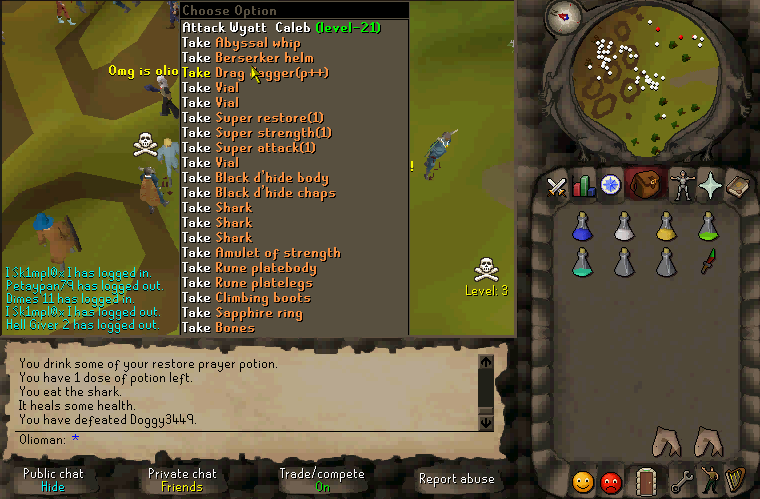 Choose Option
Attack Wyatt Caleb (level-21)
Take Abyssal whip
Take Berserker helm
Omg is olio
Take Drag dagger(p++)
Take Vial
Take Vial
Take Super restore(1)
Take Super strength(1)
Take Super attack(1)
Take Vial
Take Black d'hide body
Take Black d'hide chaps
Take Shark
Take Shark
Take Shark
Take Amulet of strength
Take Rune platebody
Take Rune platelegs
Take Climbing boots
Take Sapphire ring
Take Bones
!
Level: 3
I Sk1mpl0x I has logged in.
Petaypan79 has logged out.
Dimes 11 has logged in.
I Sk1mpl0x I has logged out.
Hell Giver 2 has logged out.
You drink some of your restore prayer potion.
You have 1 dose of potion left.
You eat the shark.
It heals some health.
You have defeated Doggy3449.
Olioman: *
Public chat
Hide
Private chat
Friends
Trade/compete
On
Report abuse